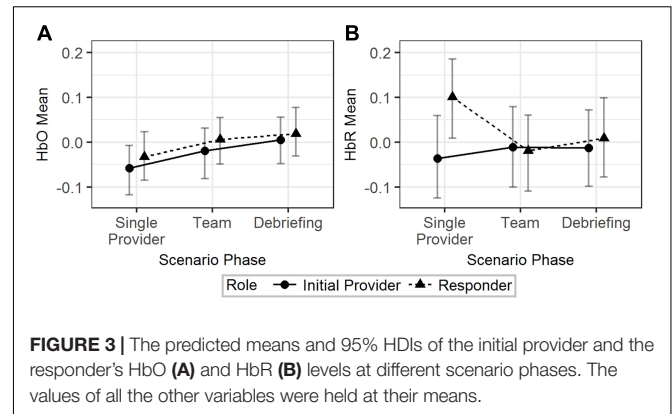 A
B
0.2
0.1
0.0
-0.1
HbO Mean
Single Provider
Team
Debriefing
Scenario Phase
0.2
0.1
0.0
-0.1
HbR Mean
Single Provider
Team
Debriefing
Scenario Phase
Role Initial Provider Responder
FIGURE 3 | The predicted means and 95% HDIs of the initial provider and the
responder's HbO (A) and HbR (B) levels at different scenario phases. The
values of all the other variables were held at their means.